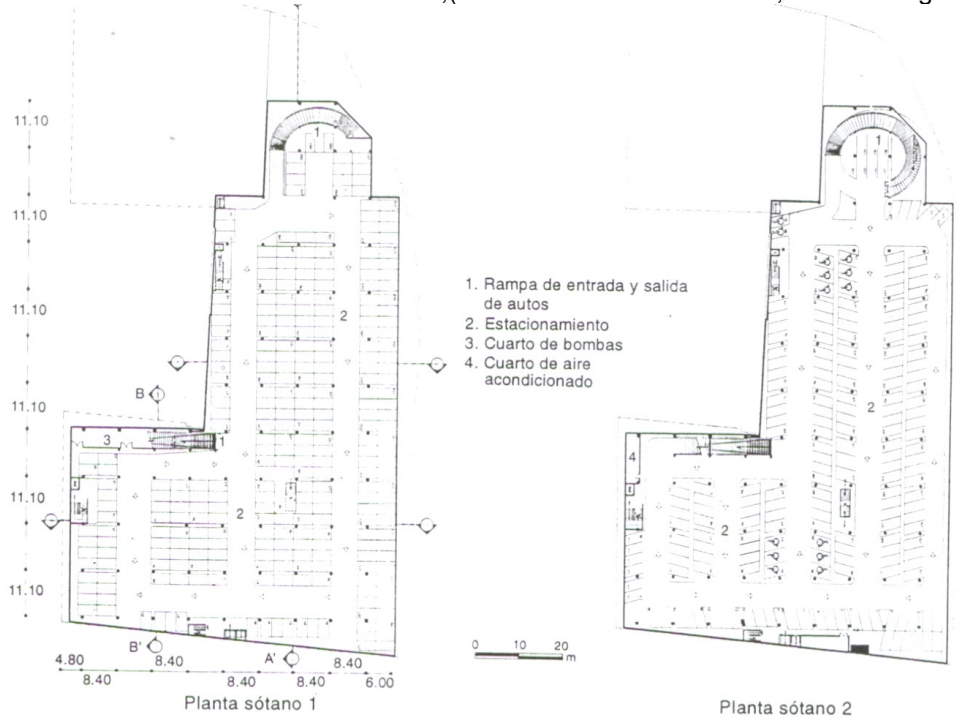 11.10
11.10
11.10
11.10
11.10
11.10
1
2
B
3
1
2
B'
A'
4.80
8.40
8.40
8.40
8.40
8.40
6.00
Planta sótano 1
1. Rampa de entrada y salida
de autos
2. Estacionamiento
3. Cuarto de bombas
4. Cuarto de aire
acondicionado
0 10 20
m
1
2
4
2
Planta sótano 2